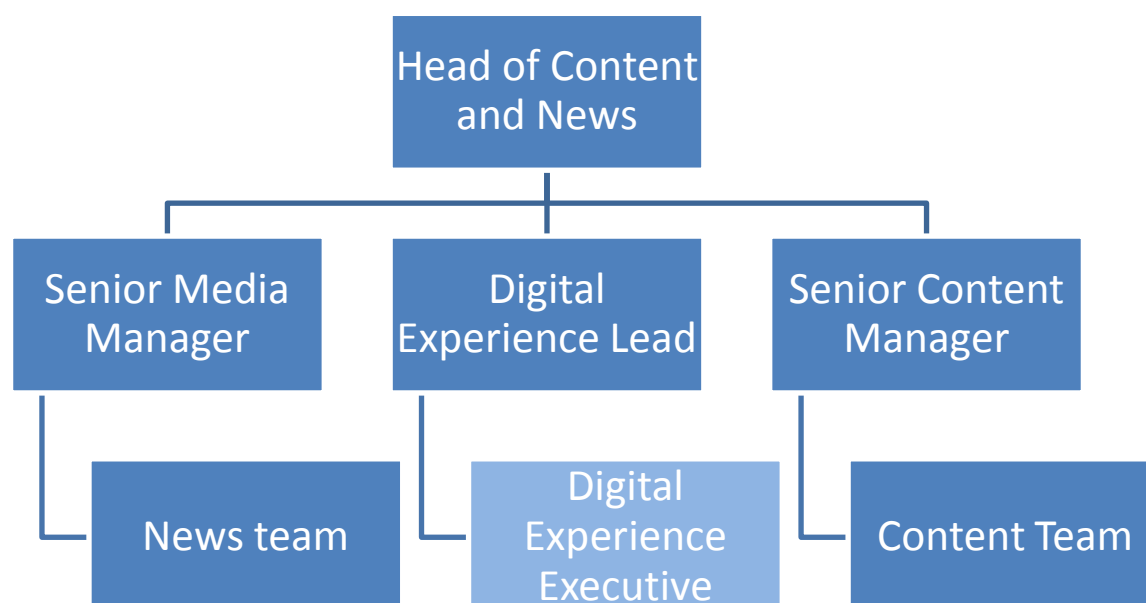 Head of Content
and News
Senior Media
Manager
Digital
Experience Lead
Senior Content
Manager
News team
Digital
Experience
Executive
Content Team